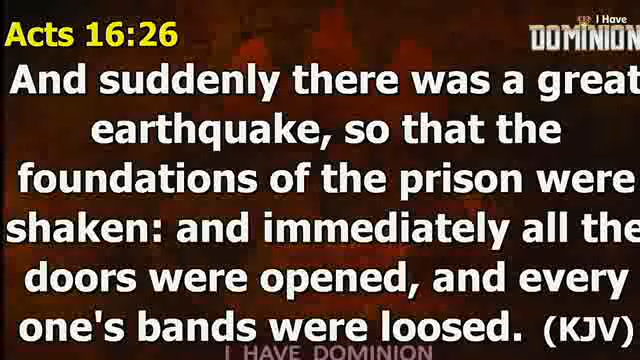 Acts 16:26
I Have
DOMINION
And suddenly there was a great
earthquake, so that the
foundations of the prison were
shaken: and immediately all the
doors were opened, and every
one's bands were loosed. (KJV)
I HAVE DOMINION